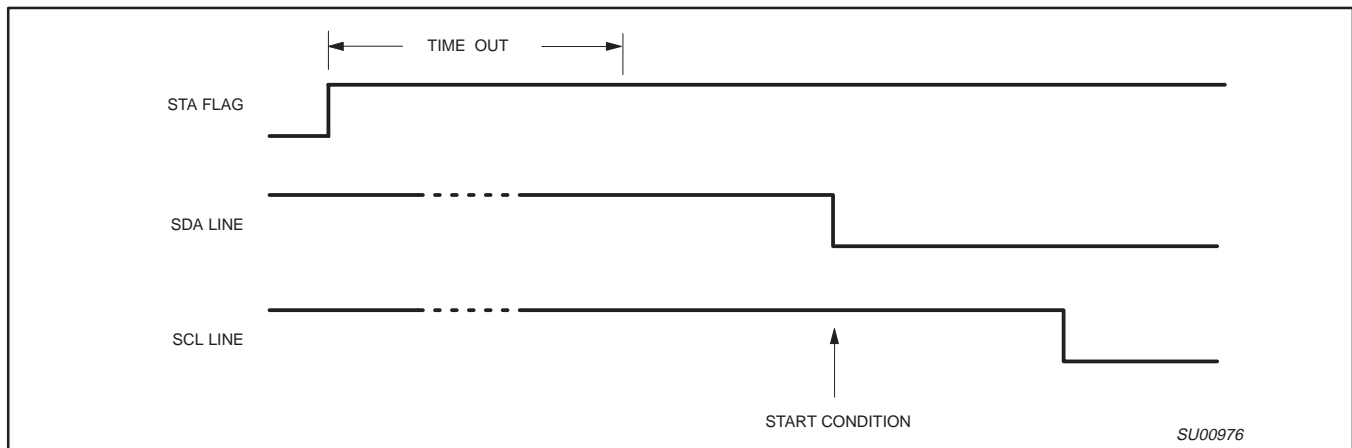 TIME OUT
STA FLAG
SDA LINE
SCL LINE
START CONDITION
SU00976